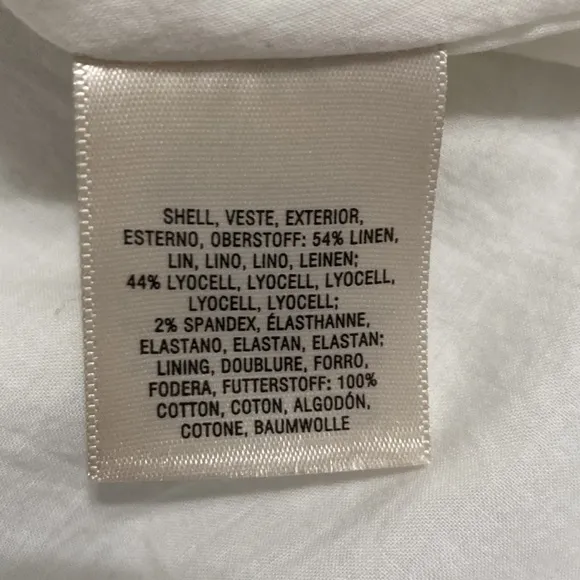 SHELL, VESTE, EXTERIOR,
ESTERNO, OBERSTOFF: 54% LINEN,
LIN, LINO, LINO, LEINEN;
44% LYOCELL, LYOCELL, LYOCELL,
LYOCELL, LYOCELL;
2% SPANDEX, ÉLASTHANNE,
ELASTANO, ELASTAN, ELASTAN;
LINING, DOUBLURE, FORRO,
FODERA, FUTTERSTOFF: 100%
COTTON, COTON, ALGODÓN,
COTONE, BAUMWOLLE